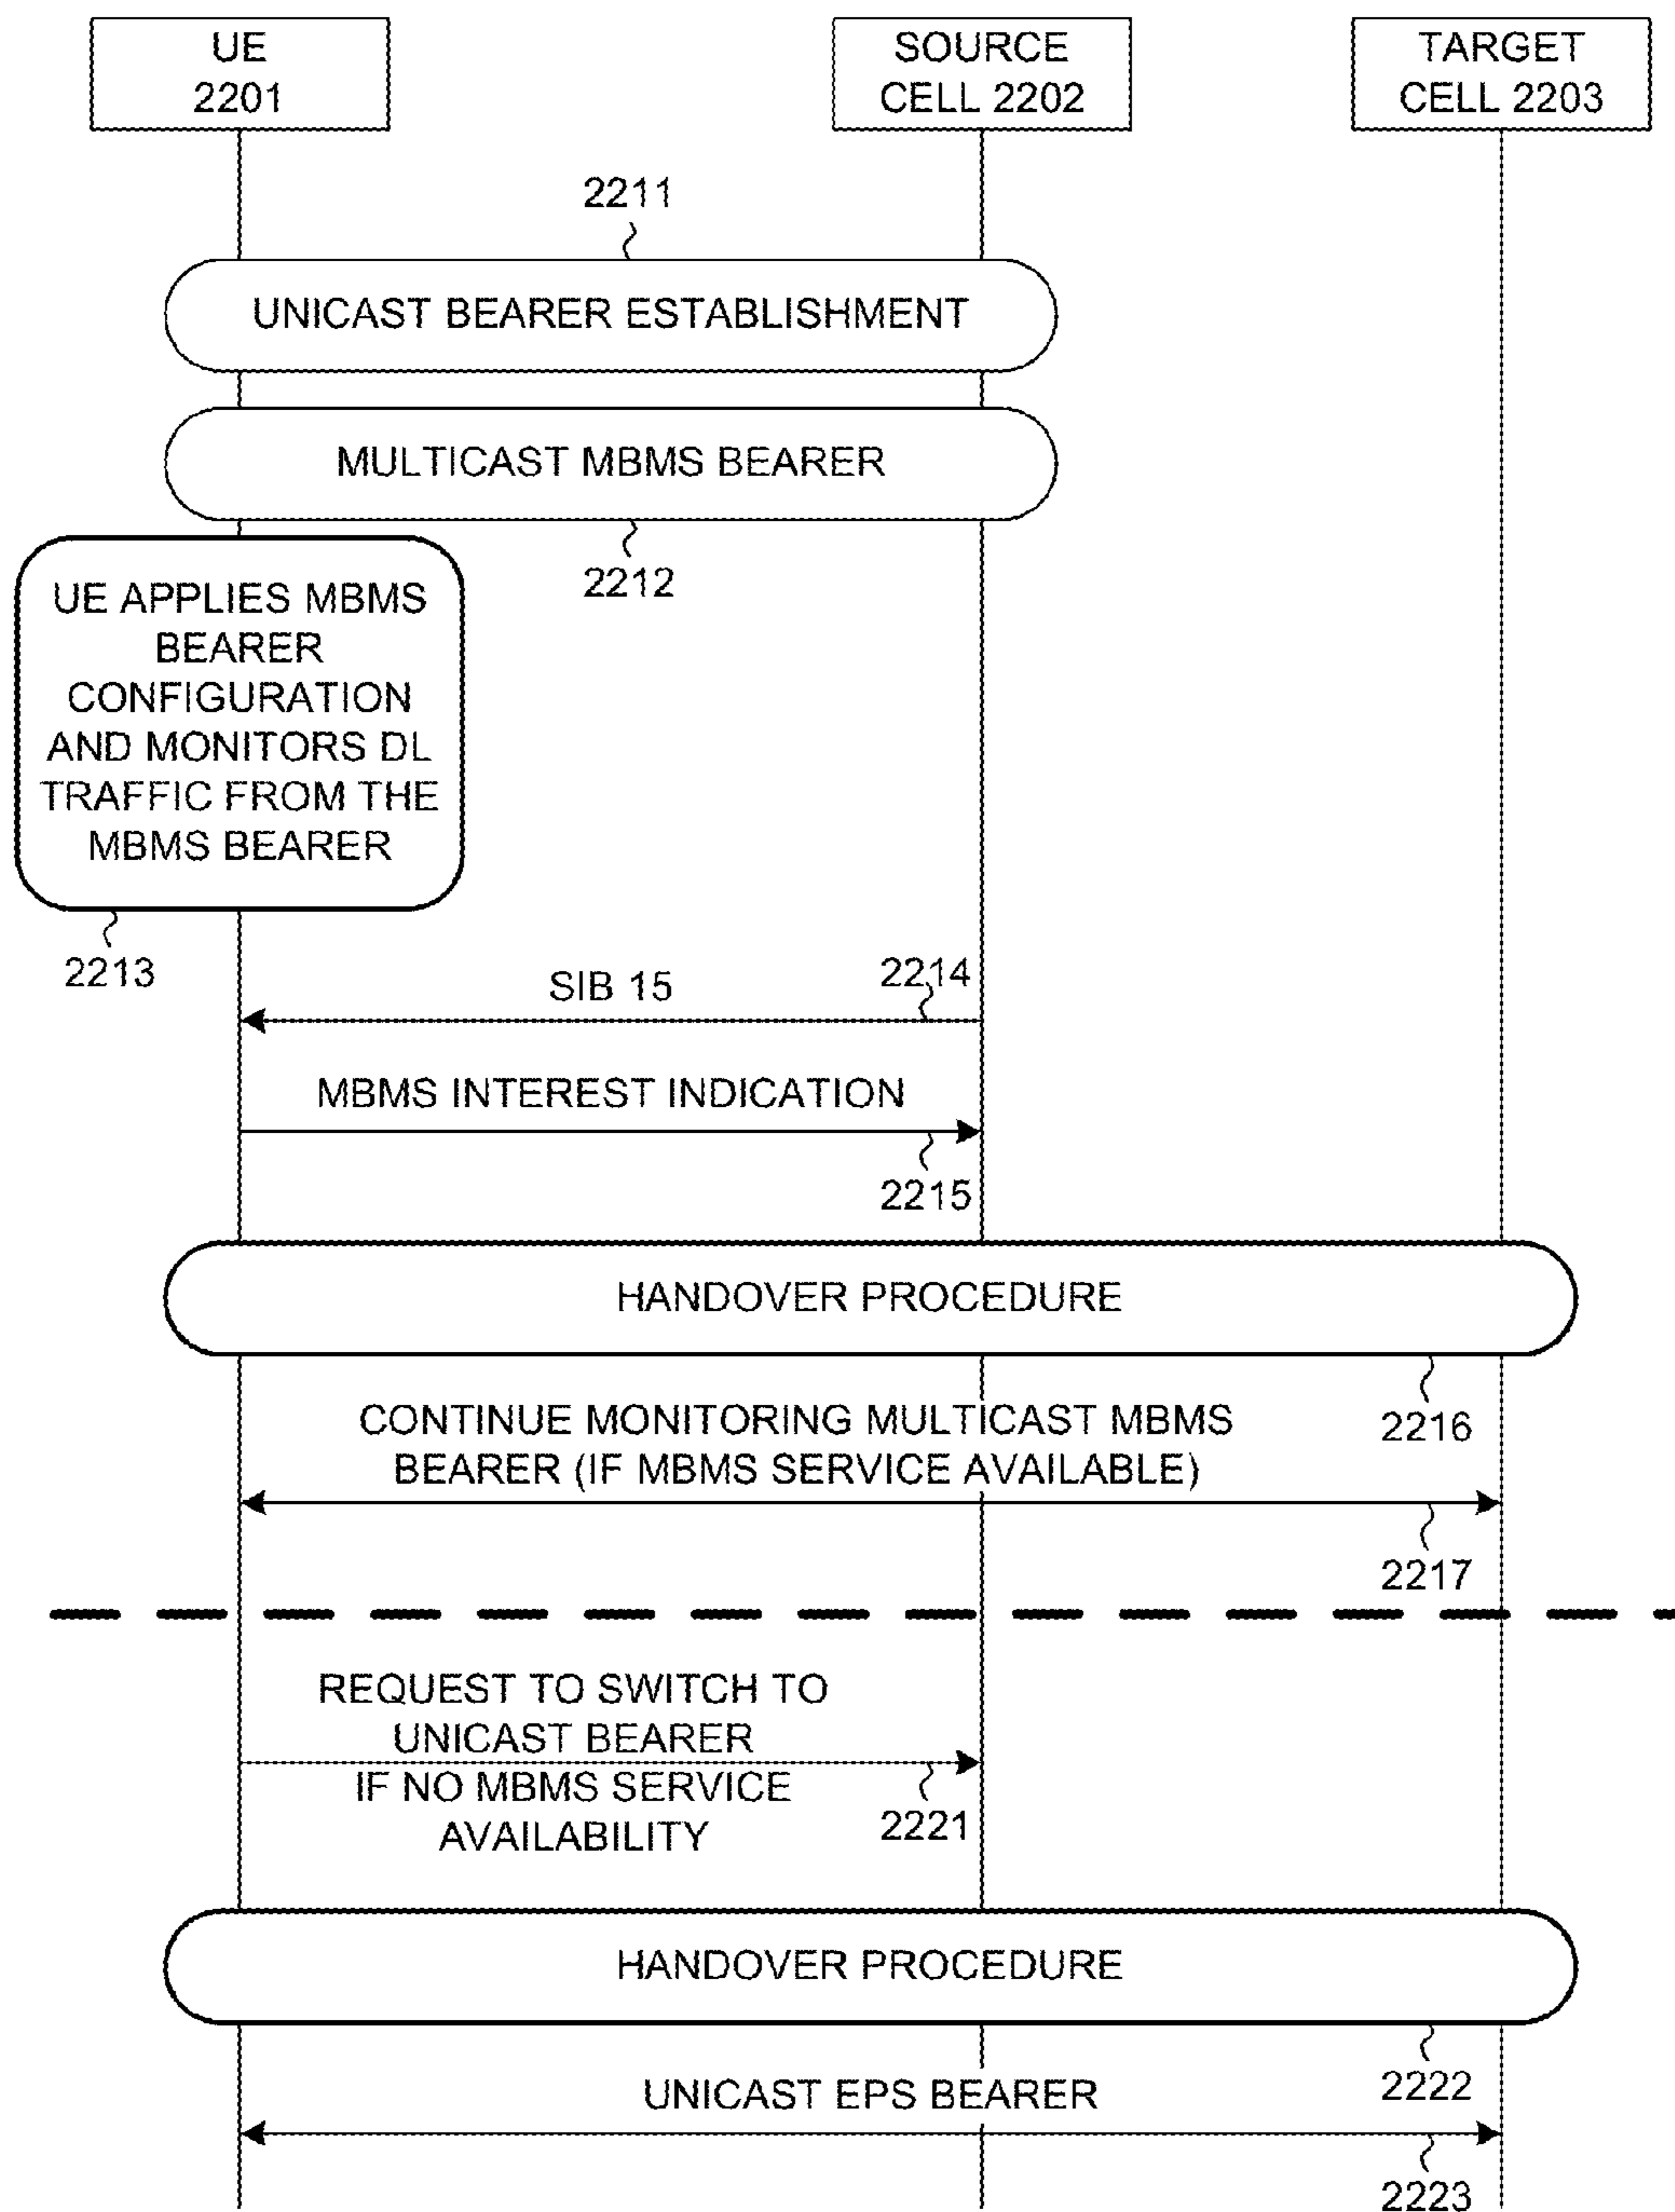 UE
2201
SOURCE
CELL 2202
TARGET
CELL 2203
2211
UNICAST BEARER ESTABLISHMENT
MULTICAST MBMS BEARER
2212
UE APPLIES MBMS
BEARER
CONFIGURATION
AND MONITORS DL
TRAFFIC FROM THE
MBMS BEARER
2213
SIB 15
2214
MBMS INTEREST INDICATION
2215
HANDOVER PROCEDURE
2216
CONTINUE MONITORING MULTICAST MBMS
BEARER (IF MBMS SERVICE AVAILABLE)
2217
REQUEST TO SWITCH TO
UNICAST BEARER
IF NO MBMS SERVICE
AVAILABILITY
2221
HANDOVER PROCEDURE
2222
UNICAST EPS BEARER
2223